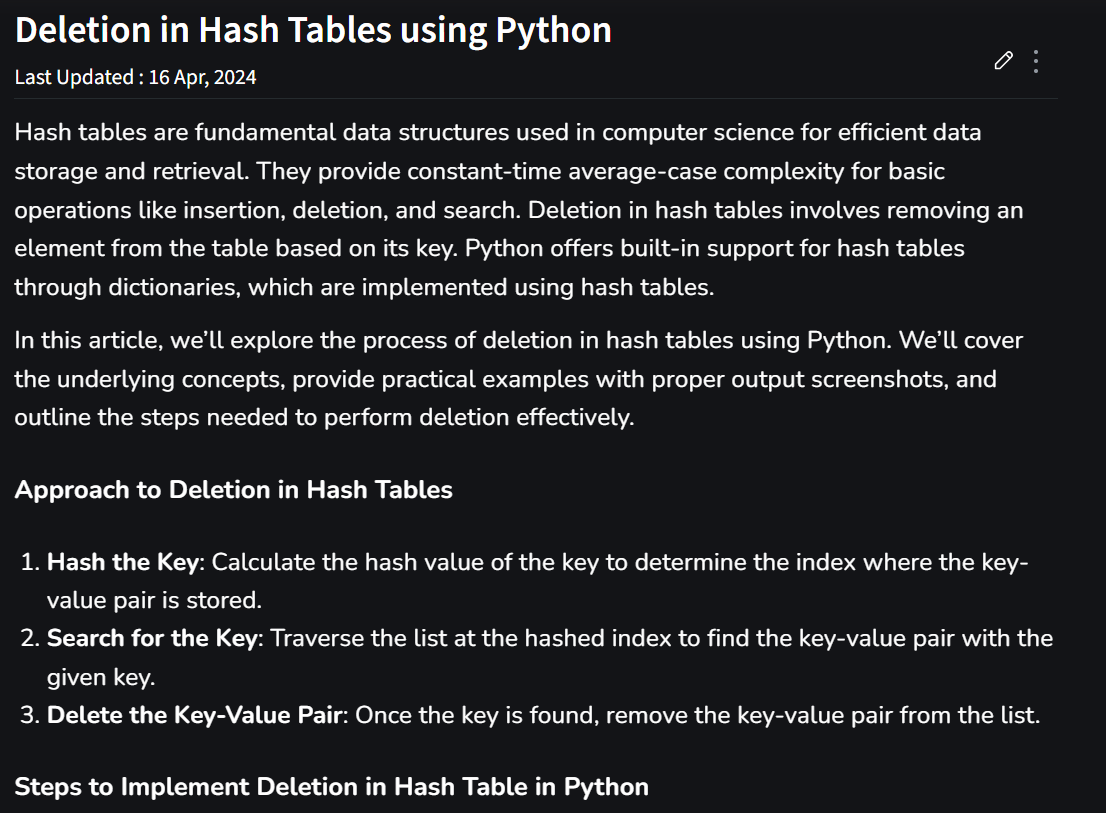 Deletion in Hash Tables using Python
Last Updated : 16 Apr, 2024
Hash tables are fundamental data structures used in computer science for efficient data
storage and retrieval. They provide constant-time average-case complexity for basic
operations like insertion, deletion, and search. Deletion in hash tables involves removing an
element from the table based on its key. Python offers built-in support for hash tables
through dictionaries, which are implemented using hash tables.
In this article, we’ll explore the process of deletion in hash tables using Python. We’ll cover
the underlying concepts, provide practical examples with proper output screenshots, and
outline the steps needed to perform deletion effectively.
Approach to Deletion in Hash Tables
1. Hash the Key: Calculate the hash value of the key to determine the index where the key-
value pair is stored.
2. Search for the Key: Traverse the list at the hashed index to find the key-value pair with the
given key.
3. Delete the Key-Value Pair: Once the key is found, remove the key-value pair from the list.
Steps to Implement Deletion in Hash Table in Python